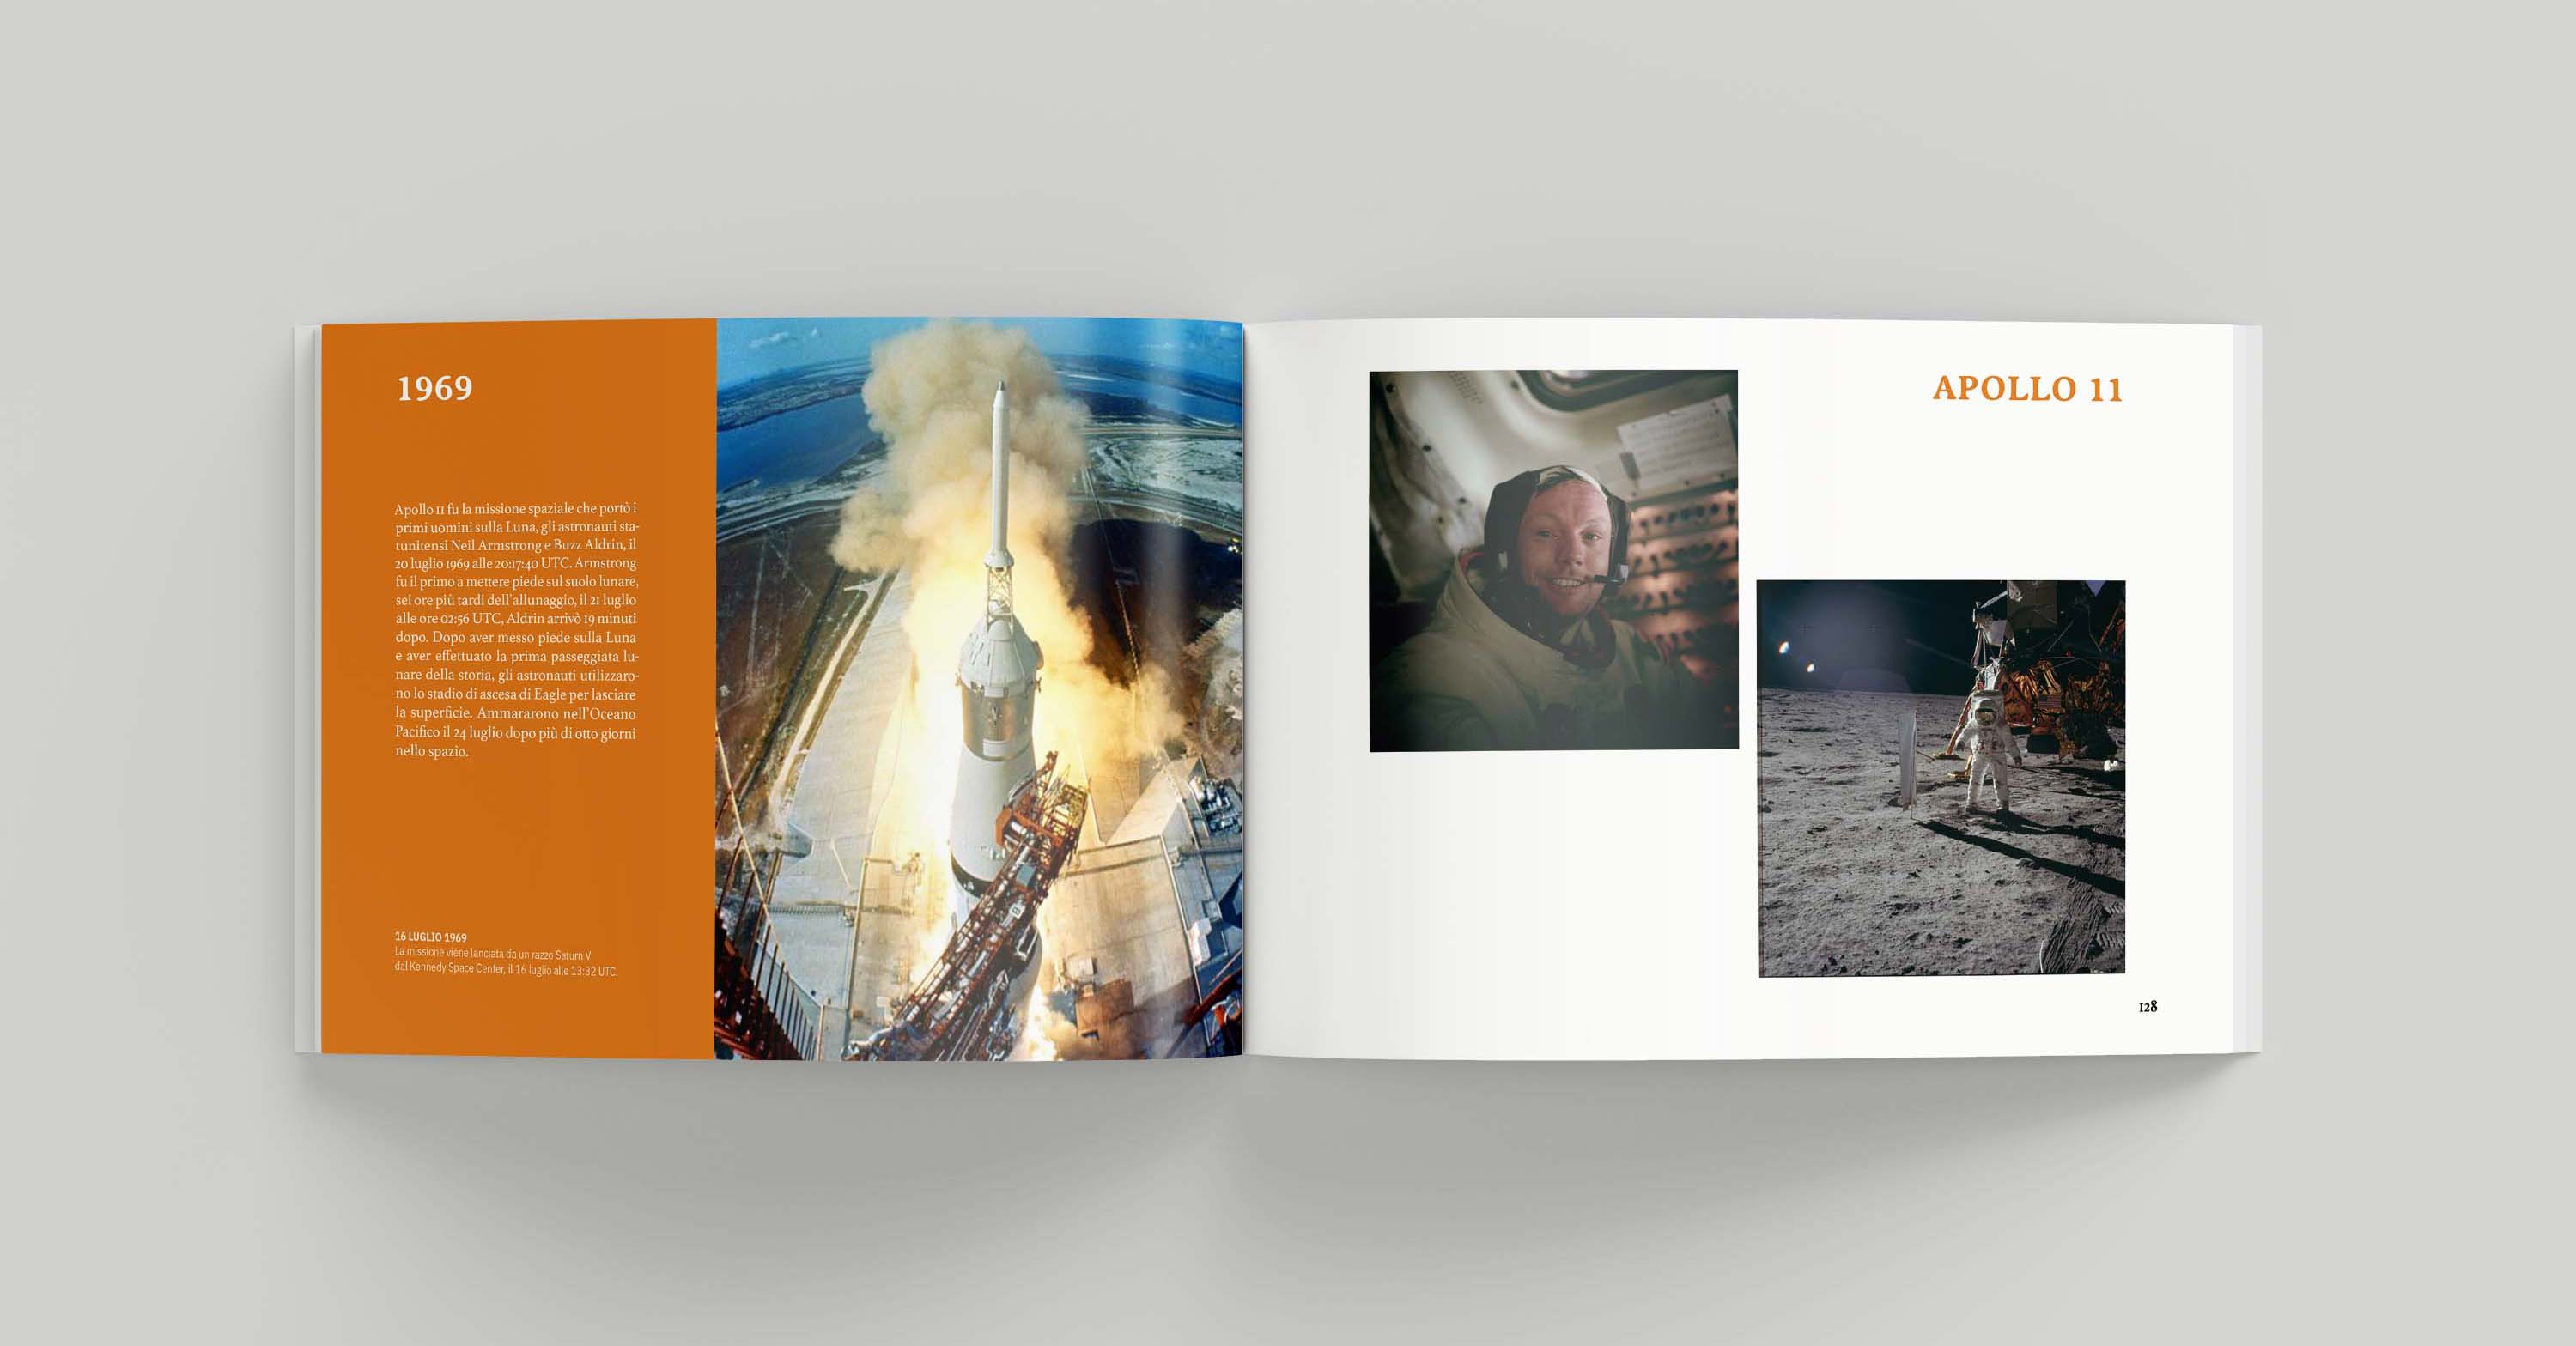 1969
Apollo 11 fu la missione spaziale che portò i
primi uomini sulla Luna, gli astronauti sta-
tunitensi Neil Armstrong e Buzz Aldrin, il
20 luglio 1969 alle 20:17:40 UTC. Armstrong
fu il primo a mettere piede sul suolo lunare,
sei ore più tardi dell'allunaggio, il 21 luglio
alle ore 02:56 UTC, Aldrin arrivò 19 minuti
dopo. Dopo aver messo piede sulla Luna
e aver effettuato la prima passeggiata lu-
nare della storia, gli astronauti utilizzaro-
no lo stadio di ascesa di Eagle per lasciare
la superficie. Ammararono nell'Oceano
Pacifico il 24 luglio dopo più di otto giorni
nello spazio.
16 LUGLIO 1969
La missione viene lanciata da un razzo Saturn V
dal Kennedy Space Center, il 16 luglio alle 13:32 UTC.
APOLLO 11
128